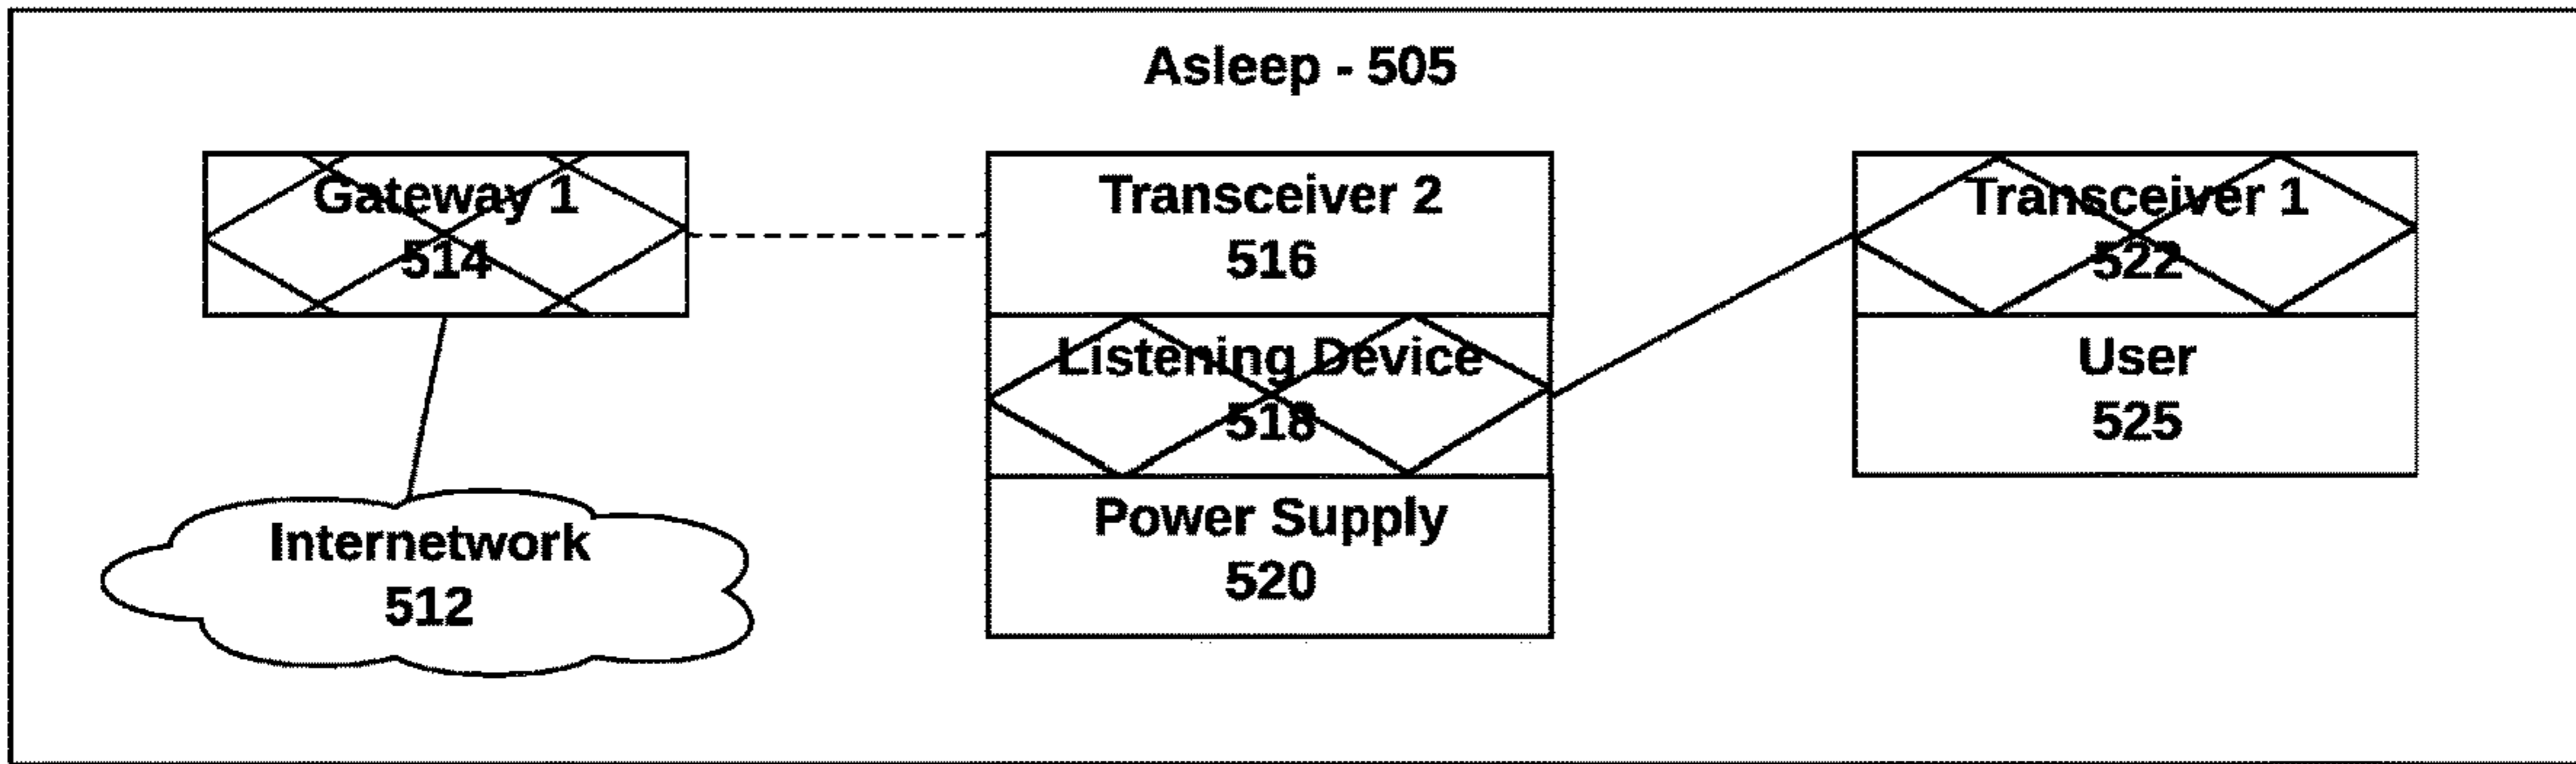 Asleep - 505
Gateway 1
514
Transceiver 2
516
Transceiver 1
522
Listening Device
518
User
525
Power Supply
520
Internetwork
512